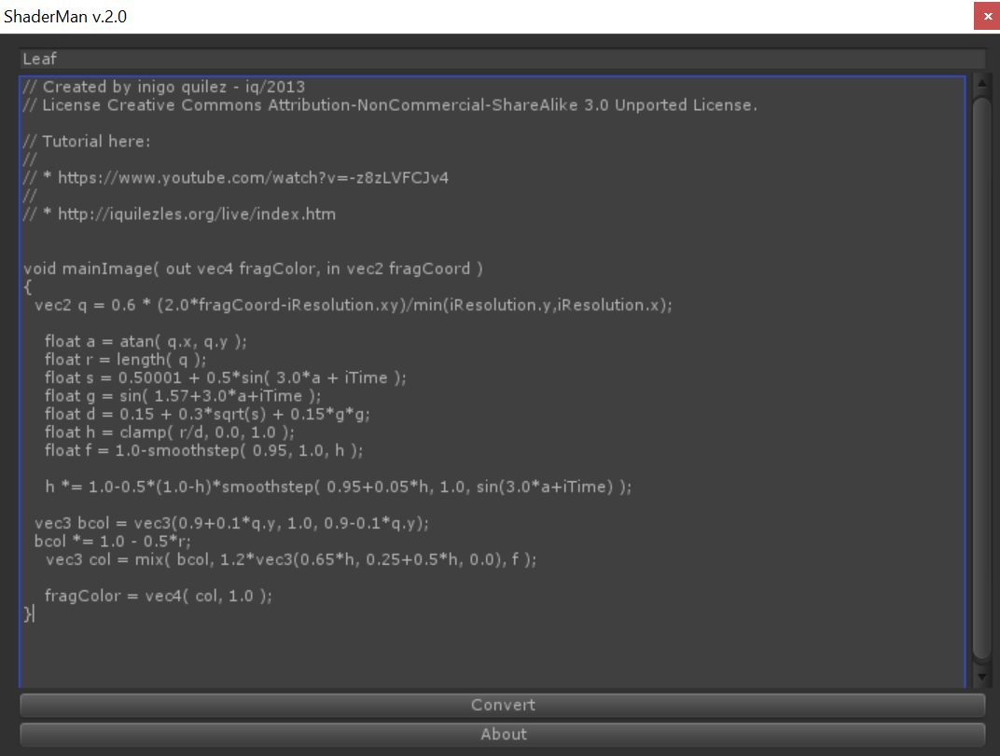 ShaderMan v.2.0
Leaf
// Created by inigo quilez - iq/2013
// License Creative Commons Attribution-NonCommercial-ShareAlike 3.0 Unported License.
// Tutorial here:
//
// * https://www.youtube.com/watch?v=-z8zLVFCJv4
//
// * http://iquilezles.org/live/index.htm
void mainImage( out vec4 fragColor, in vec2 fragCoord )
{
vec2 q = 0.6 * (2.0*fragCoord-iResolution.xy)/min(iResolution.y,iResolution.x);
float a = atan( q.x, q.y );
float r = length( q );
float s = 0.50001 + 0.5*sin( 3.0*a + iTime );
float g = sin( 1.57+3.0*a+iTime );
float d = 0.15 + 0.3*sqrt(s) + 0.15*g*g;
float h = clamp( r/d, 0.0, 1.0 );
float f = 1.0-smoothstep( 0.95, 1.0, h );
h *= 1.0-0.5*(1.0-h)*smoothstep( 0.95+0.05*h, 1.0, sin(3.0*a+iTime) );
vec3 bcol = vec3(0.9+0.1*q.y, 1.0, 0.9-0.1*q.y);
bcol *= 1.0 - 0.5*r;
vec3 col = mix( bcol, 1.2*vec3(0.65*h, 0.25+0.5*h, 0.0), f );
fragColor = vec4( col, 1.0 );
}
Convert
About